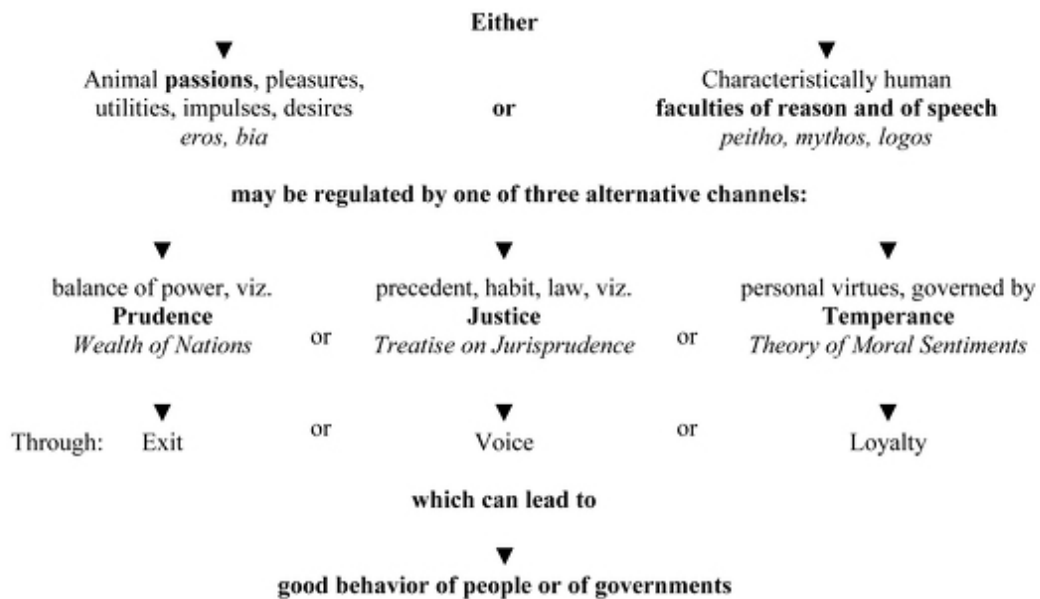 Either
Animal passions, pleasures,
utilities, impulses, desires
eros, bia
or
Characteristically human
faculties of reason and of speech
peitho, mythos, logos
may be regulated by one of three alternative channels:
balance of power, viz.
Prudence
Wealth of Nations
or
precedent, habit, law, viz.
Justice
Treatise on Jurisprudence
or
personal virtues, governed by
Temperance
Theory of Moral Sentiments
Through: Exit or Voice or Loyalty
which can lead to
good behavior of people or of governments